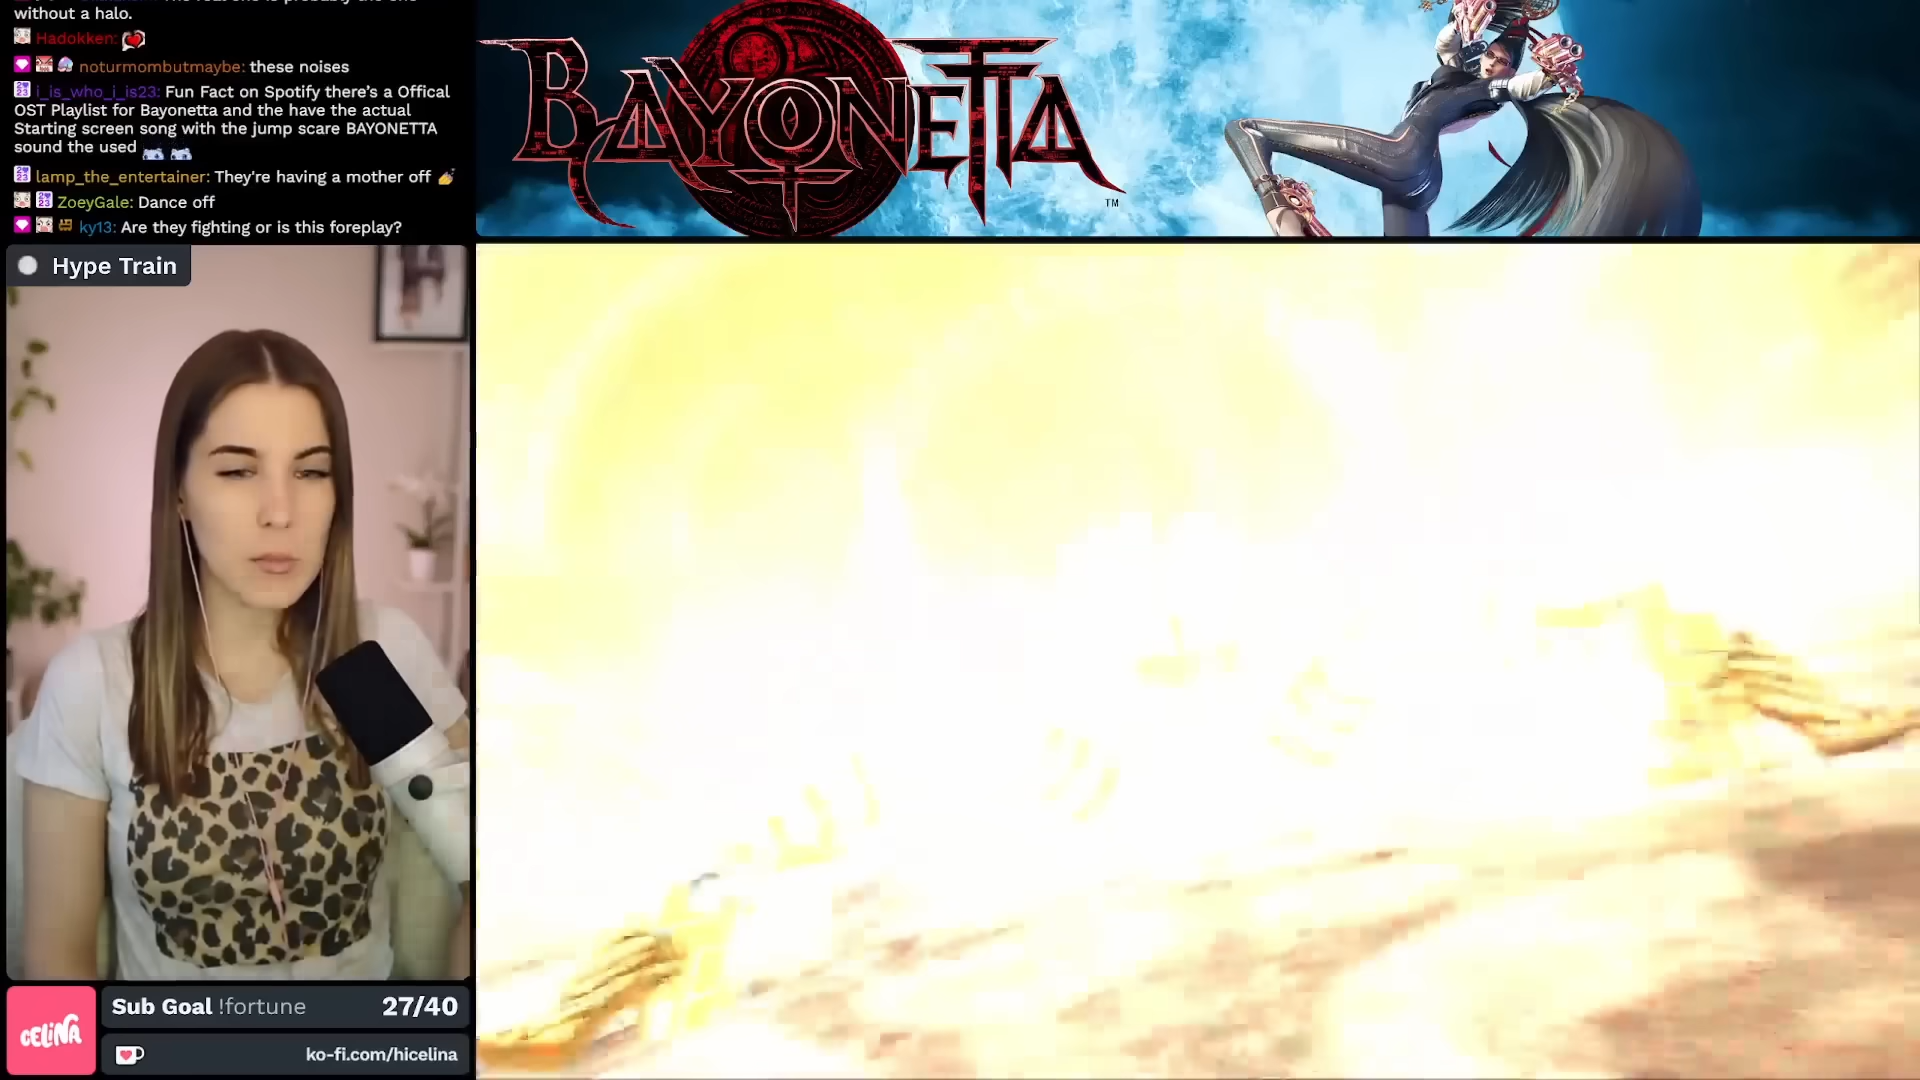 without a halo.
Hadokken:
noturmombutmaybe: these noises
i_is_who_i_is23: Fun Fact on Spotify there's a Offical
OST Playlist for Bayonetta and the have the actual
Starting screen song with the jump scare BAYONETTA
sound the used
lamp_the_entertainer: They're having a mother off
ZoeyGale: Dance off
ky13: Are they fighting or is this foreplay?
BAYONETTA
TM
Hype Train
Sub Goal !fortune 27/40
CELINA
ko-fi.com/hicelina